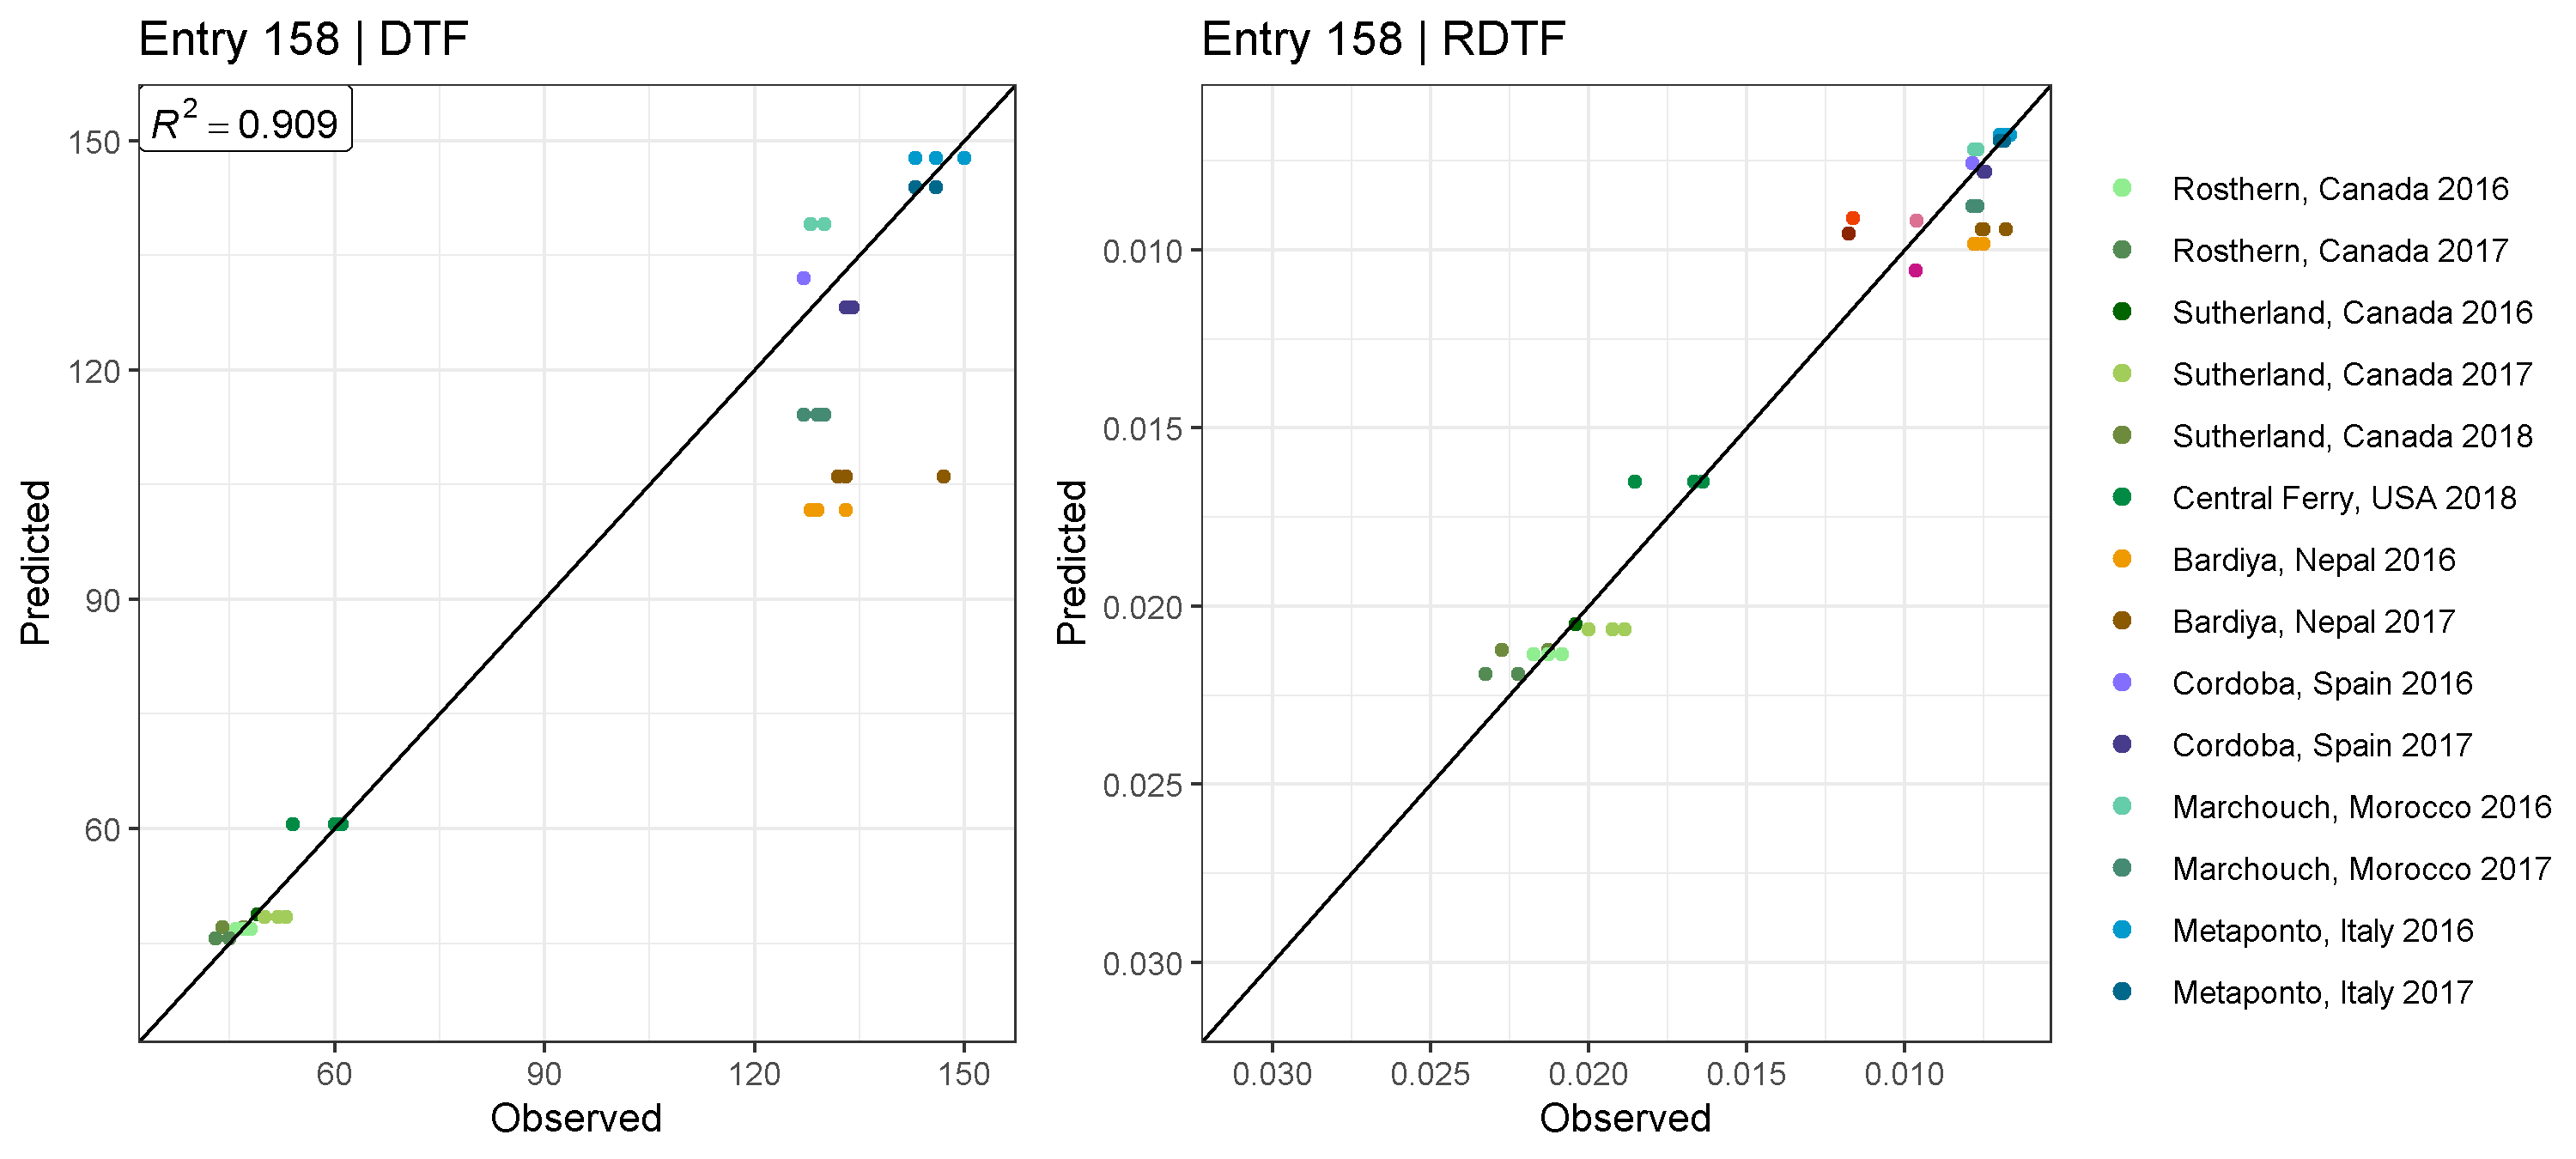 Entry 158 | DTF
R² = 0.909
150
120
90
60
Predicted
60 90 120 150
Observed
Entry 158 | RDTF
0.010
0.015
0.020
0.025
0.030
Predicted
0.030 0.025 0.020 0.015 0.010
Observed
Rosthern, Canada 2016
Rosthern, Canada 2017
Sutherland, Canada 2016
Sutherland, Canada 2017
Sutherland, Canada 2018
Central Ferry, USA 2018
Bardiya, Nepal 2016
Bardiya, Nepal 2017
Cordoba, Spain 2016
Cordoba, Spain 2017
Marchouch, Morocco 2016
Marchouch, Morocco 2017
Metaponto, Italy 2016
Metaponto, Italy 2017